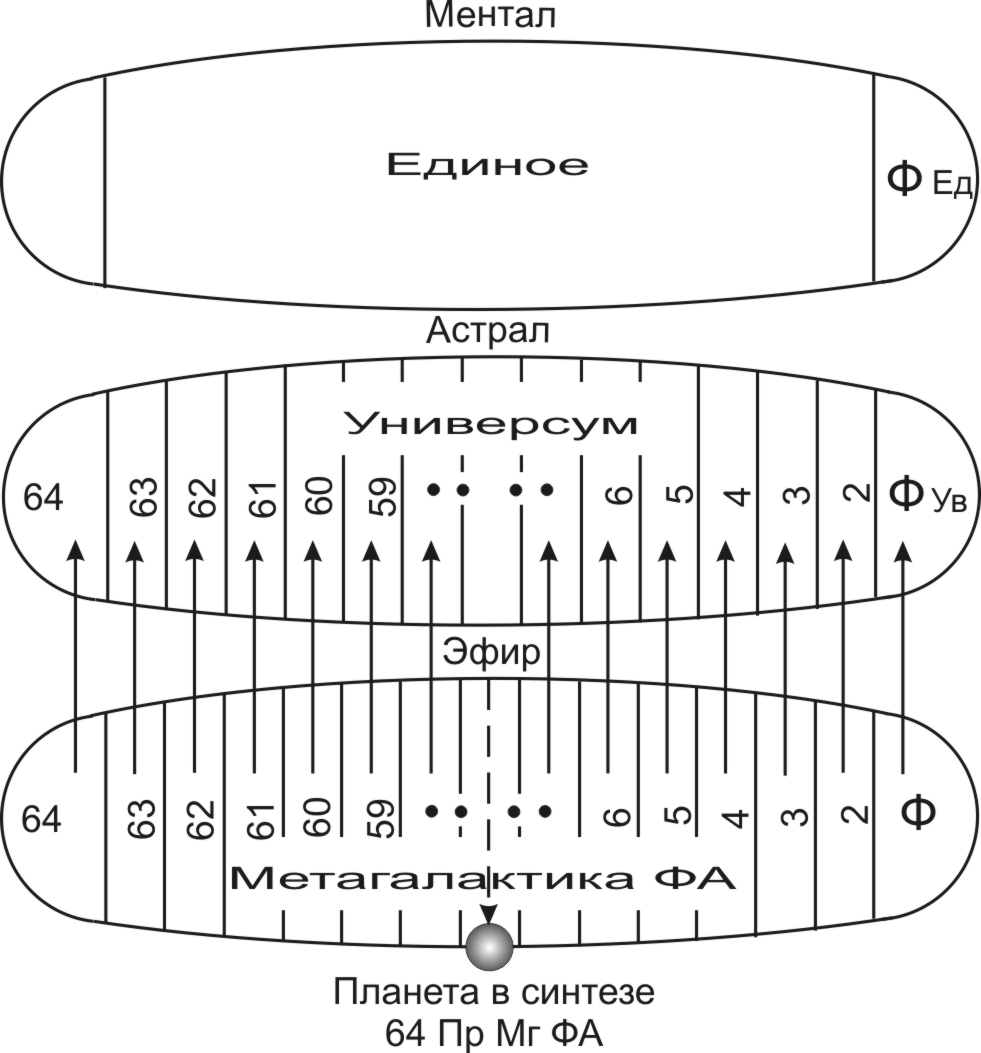 Ментал
Единое
Ф Ед
Астрал
Универсум
64 63 62 61 60 59 •• •• 6 5 4 3 2 Ф Ув
Эфир
64 63 62 61 60 59 •• •• 6 5 4 3 2 Ф
Метагалактика ФА
Планета в синтезе
64 Пр Мг ФА